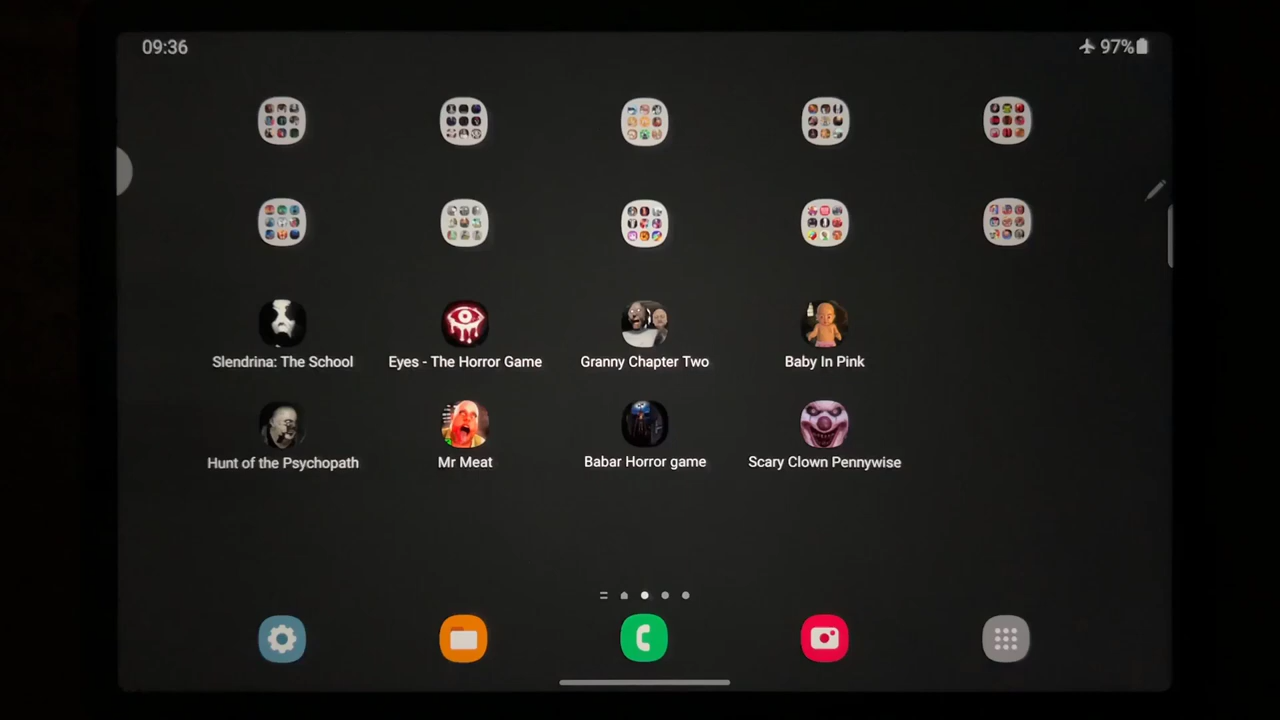 09:36
97%
Slendrina: The School
Eyes - The Horror Game
Granny Chapter Two
Baby In Pink
Hunt of the Psychopath
Mr Meat
Babar Horror game
Scary Clown Pennywise